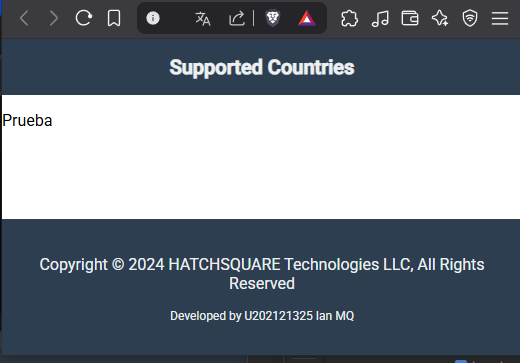 Supported Countries
Prueba
Copyright © 2024 HATCHSQUARE Technologies LLC, All Rights
Reserved
Developed by U202121325 Ian MQ